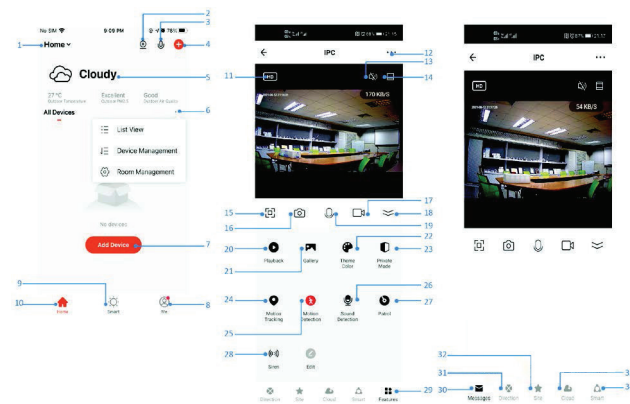 No SIM 9:09 PM 78%
Home
Cloudy
27 °C Excellent Good
Outdoor Temperature Outdoor PM2.5 Outdoor Air Quality
All Devices
List View
Device Management
Room Management
No devices
Add Device
Home Smart Me
1
2
3
4
5
6
7
8
9
10
IPC
HD
170 KB/S
Playback Gallery Theme Color Private Mode
Motion Tracking Motion Detection Sound Detection Patrol
Siren Edit
Direction Site Cloud Smart Features
11
12
13
14
15
16
17
18
19
20
21
22
23
24
25
26
27
28
29
IPC
HD
54 KB/S
Messages Direction Site Cloud Smart
30
31
32
3
3